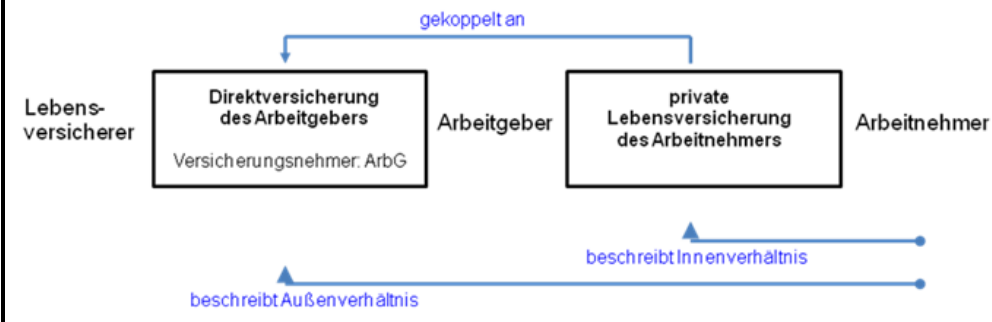 gekoppelt an
Lebens-
versicherer
Direktversicherung
des Arbeitgebers
Versicherungsnehmer: ArbG
Arbeitgeber
private
Lebensversicherung
des Arbeitnehmers
Arbeitnehmer
beschreibt Innenverhältnis
beschreibt Außenverhältnis